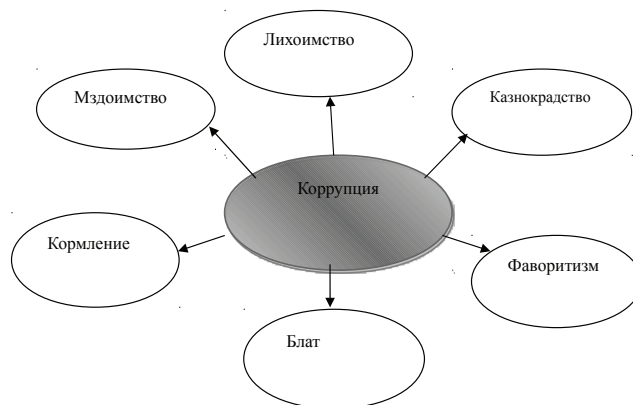 Лихоимство
Мздоимство
Казнокрадство
Коррупция
Кормление
Фаворитизм
Блат